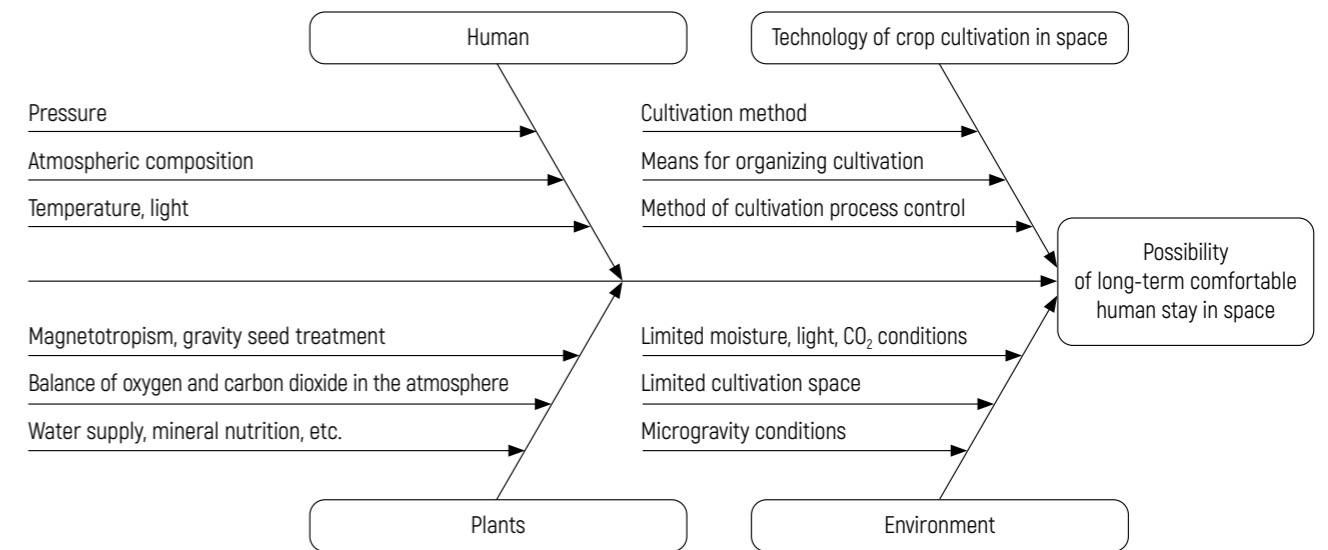 Human
Technology of crop cultivation in space
Pressure
Atmospheric composition
Temperature, light
Cultivation method
Means for organizing cultivation
Method of cultivation process control
Possibility
of long-term comfortable
human stay in space
Magnetotropism, gravity seed treatment
Balance of oxygen and carbon dioxide in the atmosphere
Water supply, mineral nutrition, etc.
Limited moisture, light, CO₂ conditions
Limited cultivation space
Microgravity conditions
Plants
Environment